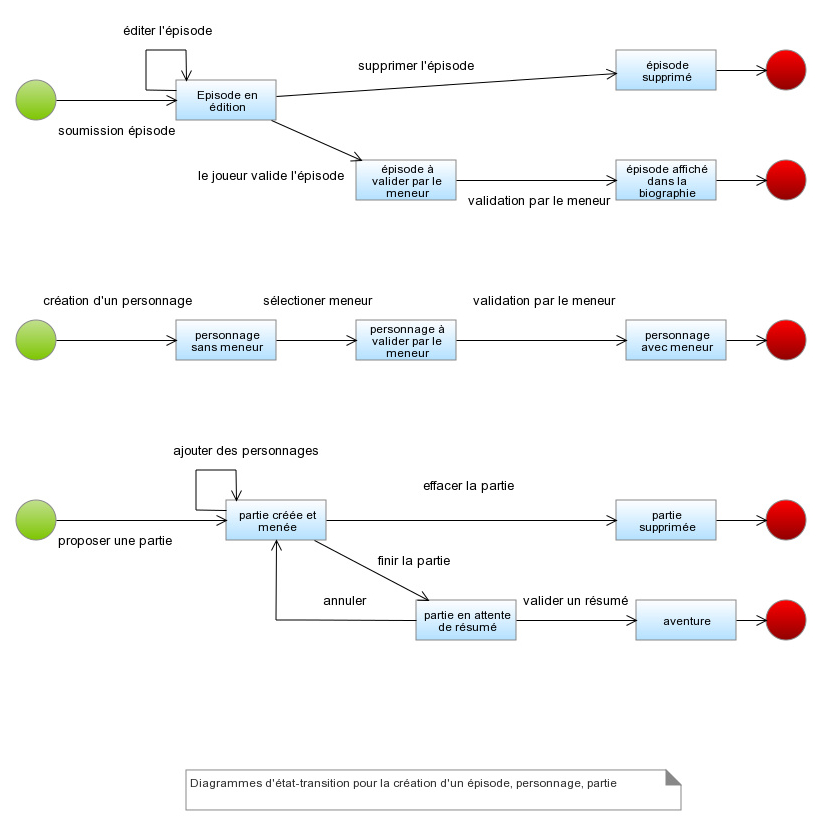 éditer l'épisode
supprimer l'épisode
épisode
supprimé
Episode en
édition
soumission épisode
le joueur valide l'épisode
épisode à
valider par le
meneur
validation par le meneur
épisode affiché
dans la
biographie
création d'un personnage
sélectioner meneur
validation par le meneur
personnage
sans meneur
personnage à
valider par le
meneur
personnage
avec meneur
ajouter des personnages
effacer la partie
partie créée et
menée
partie
supprimée
proposer une partie
finir la partie
annuler
valider un résumé
partie en attente
de résumé
aventure
Diagrammes d'état-transition pour la création d'un épisode, personnage, partie